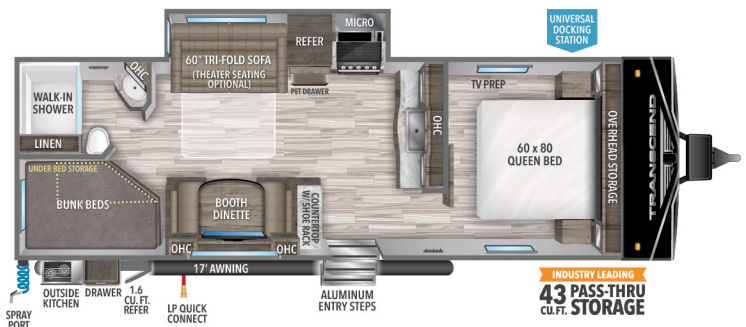 UNIVERSAL
DOCKING
STATION
MICRO
REFER
60" TRI-FOLD SOFA
(THEATER SEATING
OPTIONAL)
PET DRAWER
OHC
WALK-IN
SHOWER
LINEN
TV PREP
OHC
60 x 80
QUEEN BED
OVERHEAD STORAGE
TRANSCEND
UNDER BED STORAGE
BUNK BEDS
BOOTH
DINETTE
COUNTERTOP
W/SHOE RACK
OHC
OHC
17' AWNING
OUTSIDE
KITCHEN
DRAWER
1.6
CU. FT.
REFER
LP QUICK
CONNECT
ALUMINUM
ENTRY STEPS
SPRAY
PORT
INDUSTRY LEADING
43 CU.FT. PASS-THRU
STORAGE